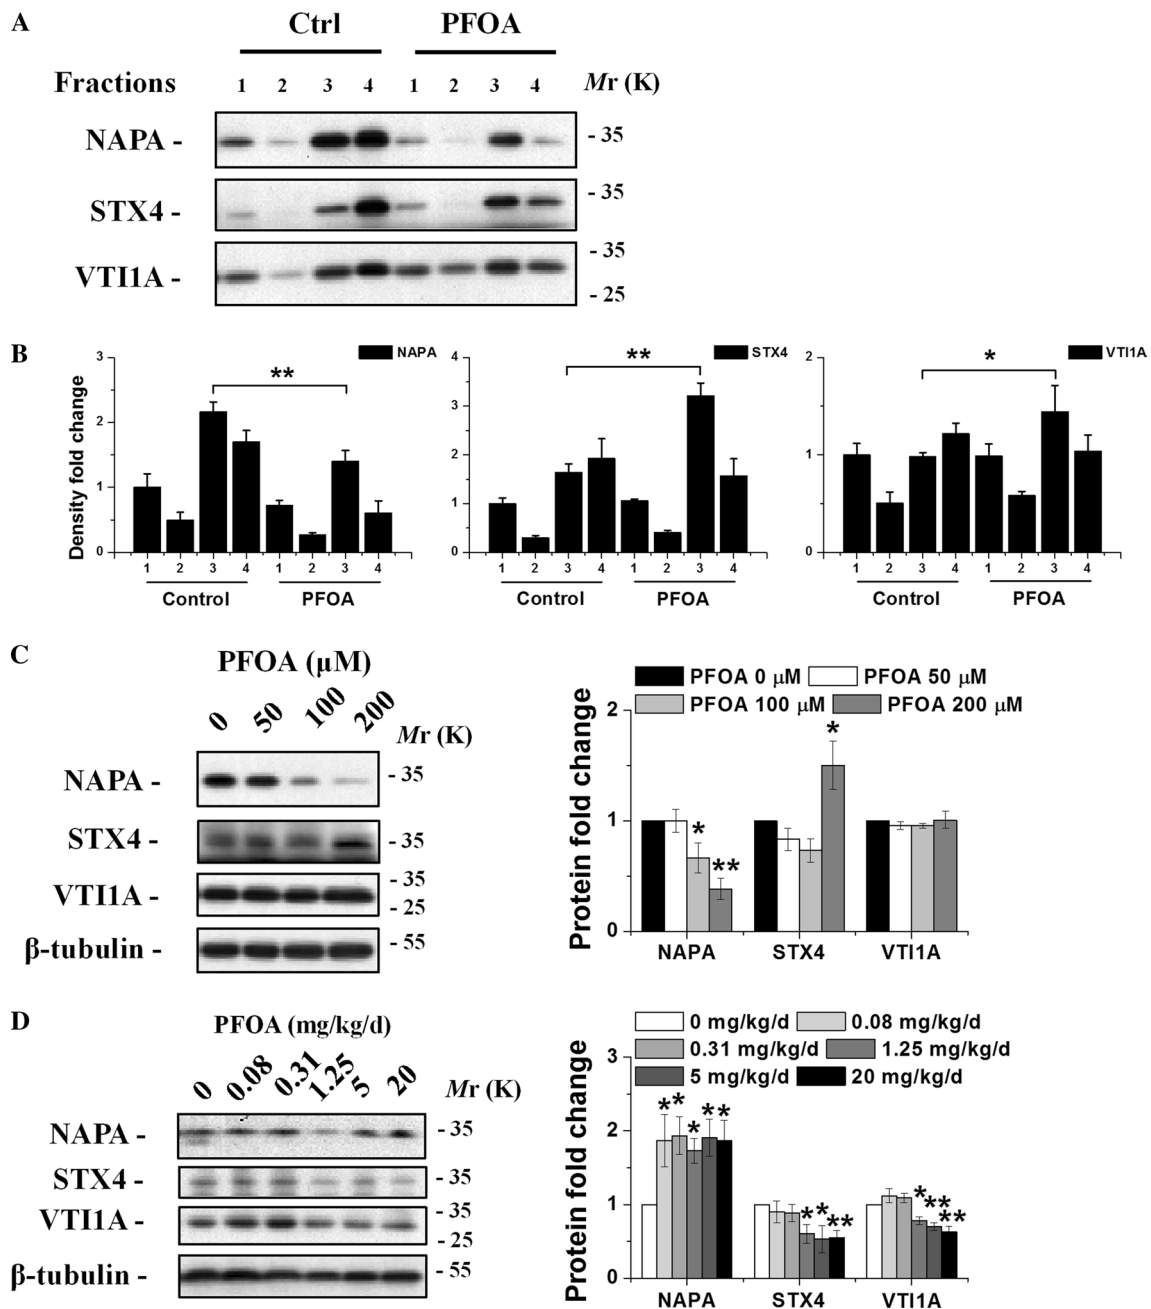 A
Ctrl PFOA
Fractions 1 2 3 4 1 2 3 4 Mr (K)
NAPA - - 35
STX4 - - 35
VTI1A - - 35
- 25
B
NAPA
**
Density fold change
3
2
1
0
1 2 3 4 1 2 3 4
Control PFOA
STX4
**
4
3
2
1
0
1 2 3 4 1 2 3 4
Control PFOA
VTI1A
*
2
1
0
1 2 3 4 1 2 3 4
Control PFOA
C
PFOA (μM)
0 50 100 200
Mr (K)
NAPA - - 35
STX4 - - 35
VTI1A - - 35
- 25
β-tubulin - - 55
PFOA 0 μM PFOA 50 μM
PFOA 100 μM PFOA 200 μM
Protein fold change
2
1
0
* ** *
NAPA STX4 VTI1A
D
PFOA (mg/kg/d)
0 0.08 0.31 1.25 5 20
Mr (K)
NAPA - - 35
STX4 - - 35
VTI1A - - 35
- 25
β-tubulin - - 55
0 mg/kg/d 0.08 mg/kg/d
0.31 mg/kg/d 1.25 mg/kg/d
5 mg/kg/d 20 mg/kg/d
Protein fold change
3
2
1
0
* * * ** ** * * ** * ** **
NAPA STX4 VTI1A